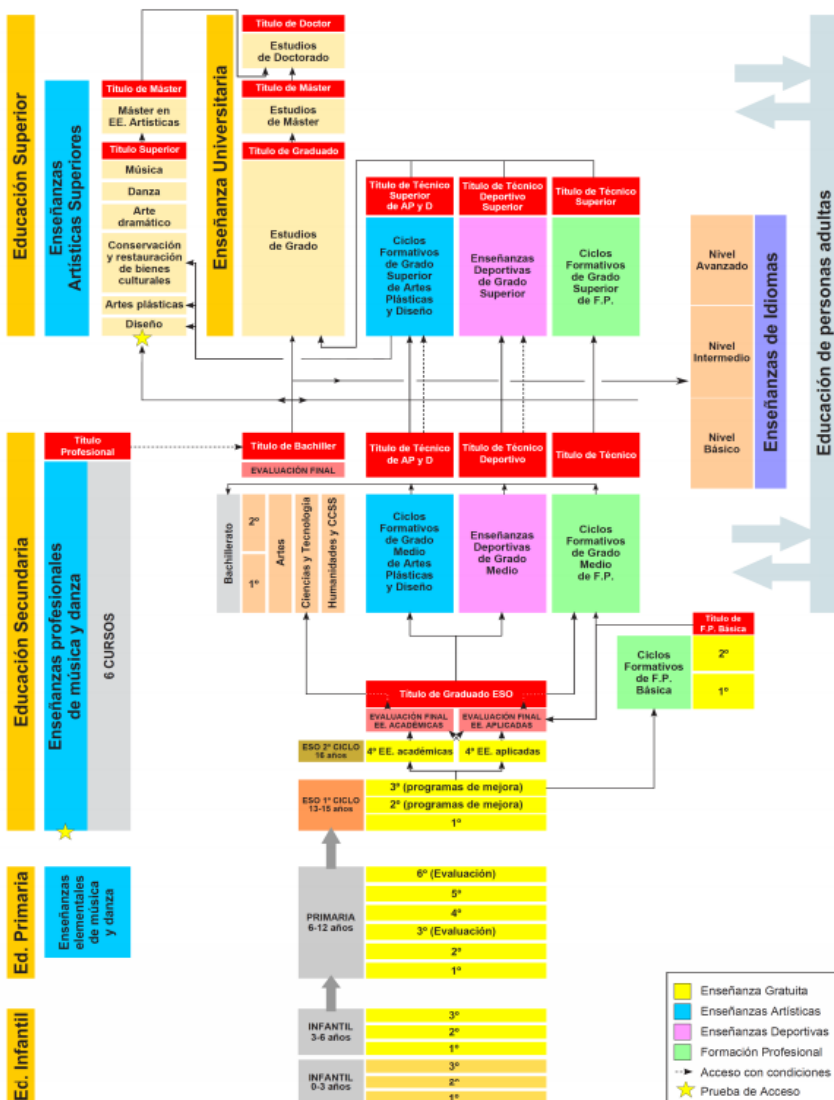 Educación Superior
Enseñanzas
Artísticas Superiores
Título de Máster
Máster en
EE. Artísticas
Título Superior
Música
Danza
Arte
dramático
Conservación
y restauración
de bienes
culturales
Artes plásticas
Diseño
Enseñanza Universitaria
Título de Doctor
Estudios
de Doctorado
Título de Máster
Estudios
de Máster
Título de Graduado
Estudios
de Grado
Título de Técnico
Superior
de AP y D
Ciclos
Formativos
de Grado
Superior
de Artes
Plásticas
y Diseño
Título de Técnico
Deportivo
Superior
Enseñanzas
Deportivas
de Grado
Superior
Título de Técnico
Superior
Ciclos
Formativos
de Grado
Superior
de F.P.
Nivel
Avanzado
Nivel
Intermedio
Nivel
Básico
Enseñanzas de Idiomas
Educación de personas adultas
Educación Secundaria
Título
Profesional
Enseñanzas profesionales
de música y danza
6 CURSOS
Título de Bachiller
EVALUACIÓN FINAL
Bachillerato
2º
1º
Artes
Ciencias y Tecnología
Humanidades y CCSS
Título de Técnico
de AP y D
Ciclos
Formativos
de Grado
Medio
de Artes
Plásticas
y Diseño
Título de Técnico
Deportivo
Enseñanzas
Deportivas
de Grado
Medio
Título de Técnico
Ciclos
Formativos
de Grado
Medio
de F.P.
Título de
F.P. Básica
Ciclos
Formativos
de F.P.
Básica
2º
1º
Título de Graduado ESO
EVALUACIÓN FINAL
EE. ACADÉMICAS
EVALUACIÓN FINAL
EE. APLICADAS
ESO 2º CICLO
16 años
4º EE. académicas
4º EE. aplicadas
ESO 1º CICLO
13-15 años
3º (programas de mejora)
2º (programas de mejora)
1º
Ed. Primaria
Enseñanzas
elementales
de música
y danza
PRIMARIA
6-12 años
6º (Evaluación)
5º
4º
3º (Evaluación)
2º
1º
Ed. Infantil
INFANTIL
3-6 años
3º
2º
1º
INFANTIL
0-3 años
3º
2º
1º
Enseñanza Gratuita
Enseñanzas Artísticas
Enseñanzas Deportivas
Formación Profesional
Acceso con condiciones
Prueba de Acceso